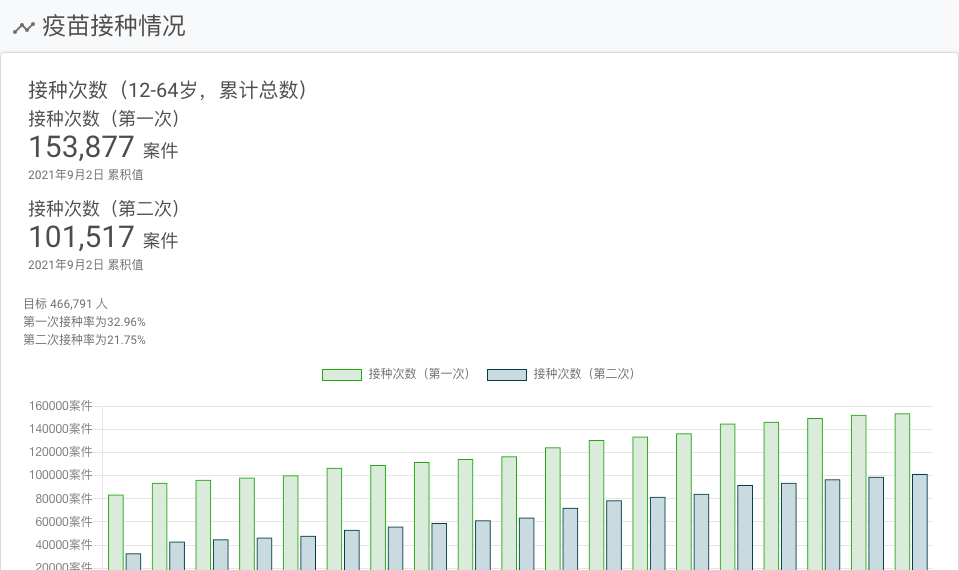 疫苗接种情况
接种次数（12-64岁，累计总数）
接种次数（第一次）
153,877 案件
2021年9月2日 累积值
接种次数（第二次）
101,517 案件
2021年9月2日 累积值
目标 466,791 人
第一次接种率为32.96%
第二次接种率为21.75%
接种次数（第一次） 接种次数（第二次）
160000案件
140000案件
120000案件
100000案件
80000案件
60000案件
40000案件
20000案件